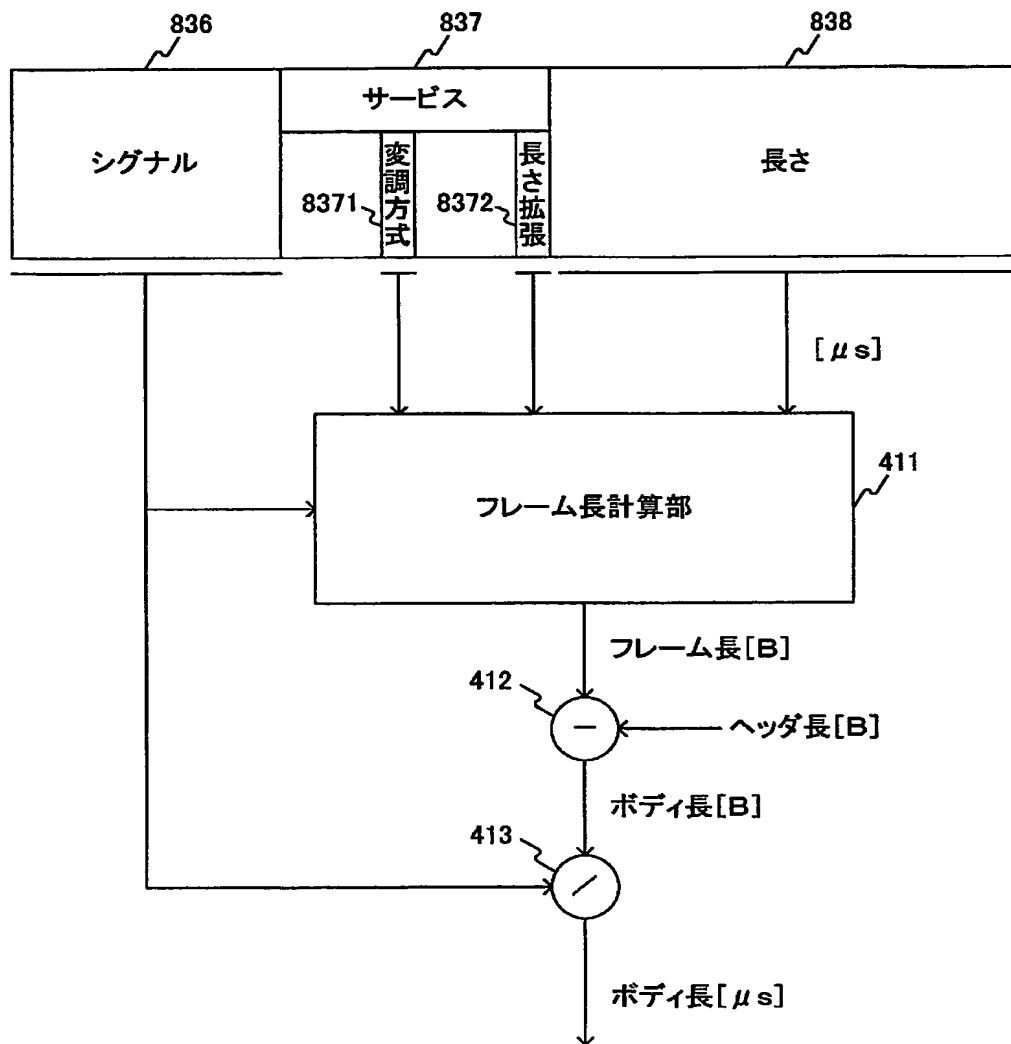 836
837
838
シグナル
サービス
長さ
8371
変調方式
8372
長さ拡張
[μs]
411
フレーム長計算部
フレーム長[B]
412
−
ヘッダ長[B]
ボディ長[B]
413
／
ボディ長[μs]